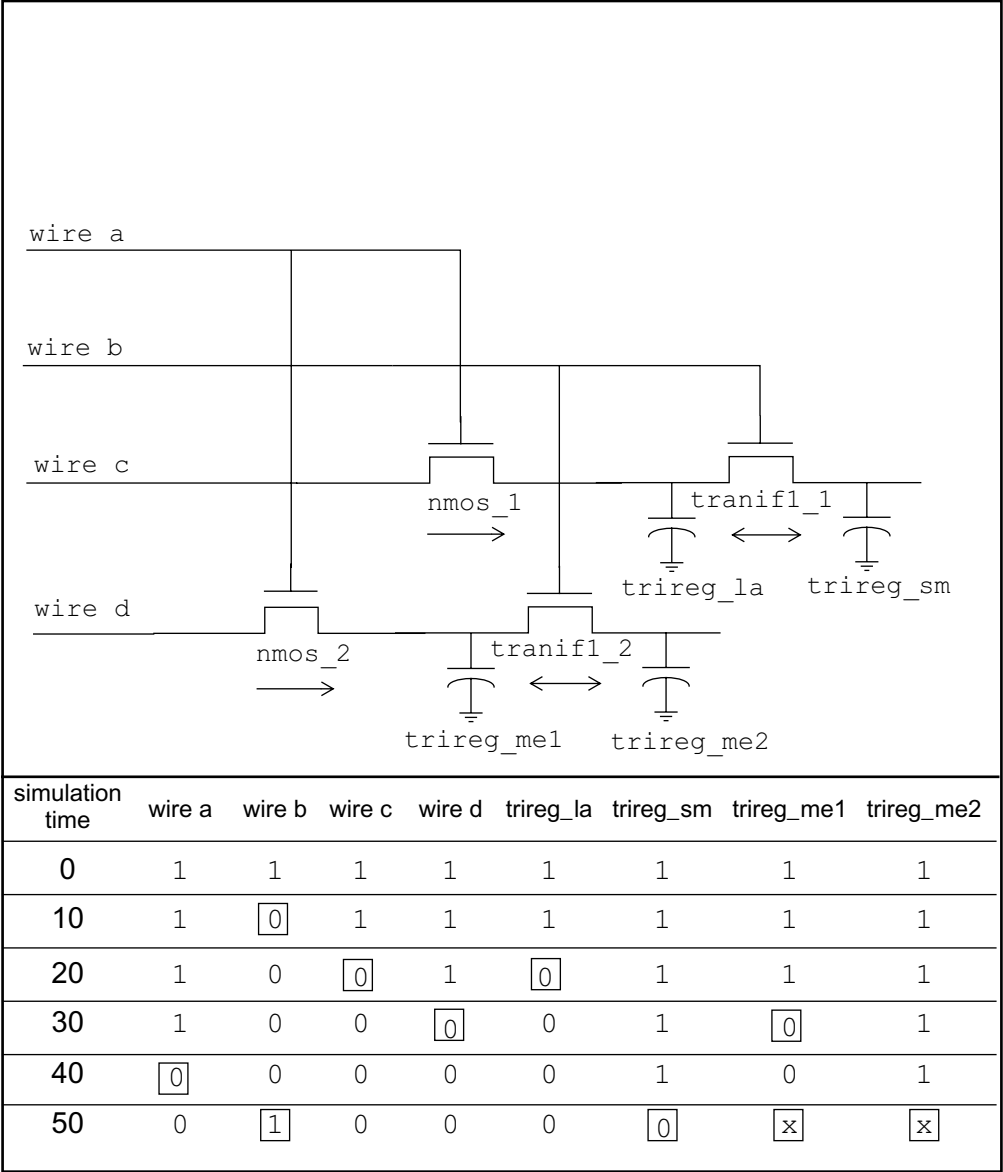 wire a
wire b
wire c
nmos_1
tranif1_1
trireg_la
trireg_sm
wire d
nmos_2
tranif1_2
trireg_me1
trireg_me2
simulation time wire a wire b wire c wire d trireg_la trireg_sm trireg_me1 trireg_me2
0 1 1 1 1 1 1 1 1
10 1 0 1 1 1 1 1 1
20 1 0 0 1 0 1 1 1
30 1 0 0 0 0 1 0 1
40 0 0 0 0 0 1 0 1
50 0 1 0 0 0 0 x x